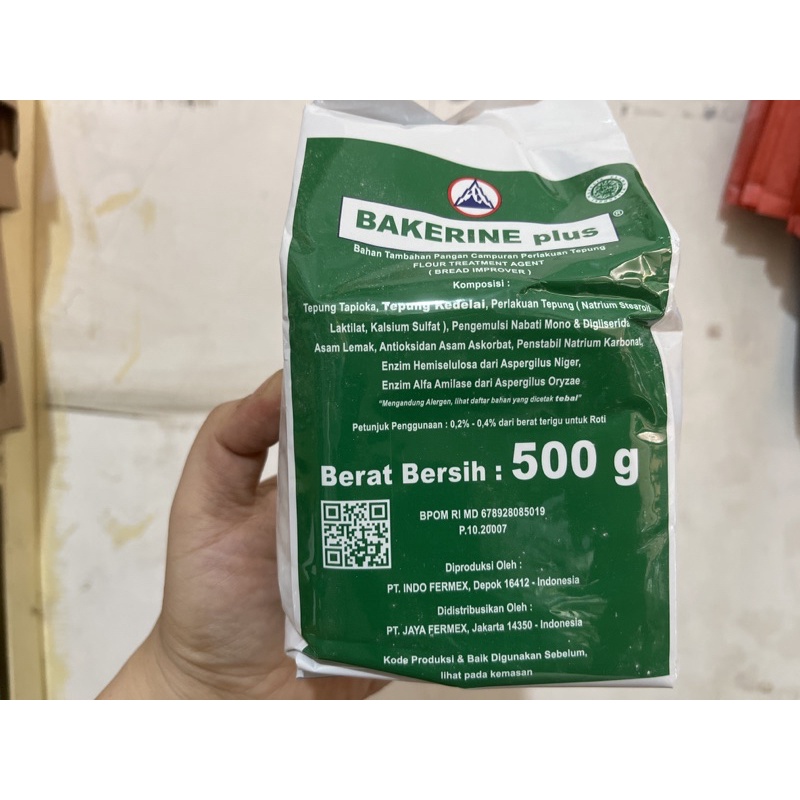 BAKERINE plus ®
Bahan Tambahan Pangan Campuran Perlakuan Tepung
FLOUR TREATMENT AGENT
( BREAD IMPROVER )
Komposisi :
Tepung Tapioka, Tepung Kedelai, Perlakuan Tepung ( Natrium Stearoil
Laktilat, Kalsium Sulfat ), Pengemulsi Nabati Mono & Digliserida
Asam Lemak, Antioksidan Asam Askorbat, Penstabil Natrium Karbonat,
Enzim Hemiselulosa dari Aspergilus Niger,
Enzim Alfa Amilase dari Aspergilus Oryzae
"Mengandung Alergen, lihat daftar bahan yang dicetak tebal"
Petunjuk Penggunaan : 0,2% - 0,4% dari berat terigu untuk Roti
Berat Bersih : 500 g
BPOM RI MD 678928085019
P.10.20007
Diproduksi Oleh :
PT. INDO FERMEX, Depok 16412 - Indonesia
Didistribusikan Oleh :
PT. JAYA FERMEX, Jakarta 14350 - Indonesia
Kode Produksi & Baik Digunakan Sebelum,
lihat pada kemasan